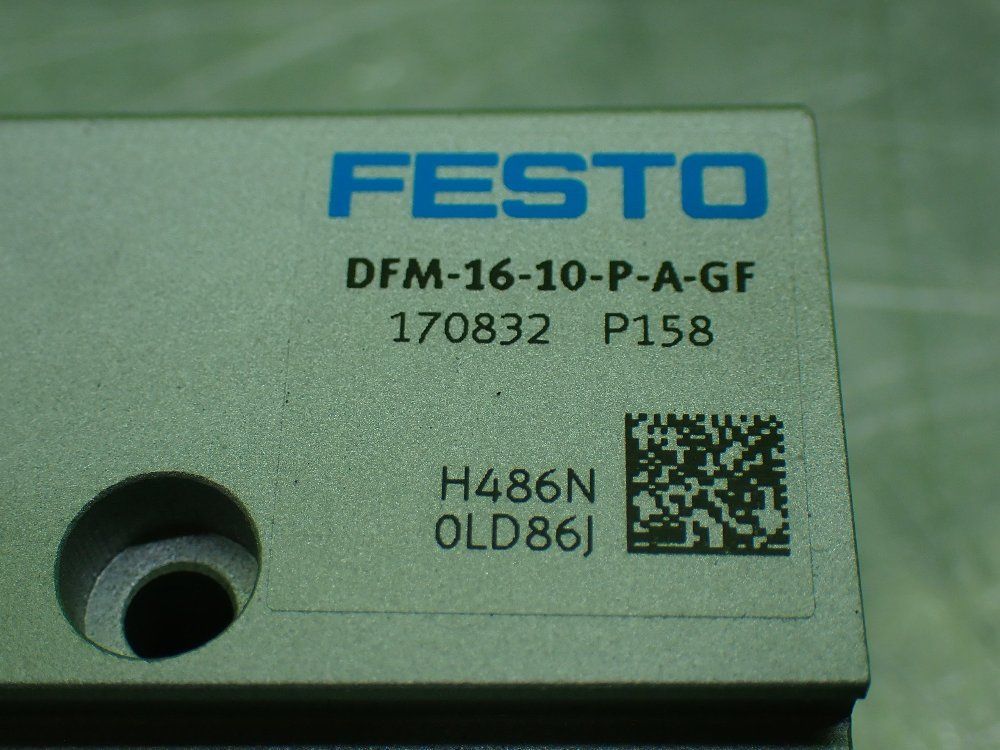 FESTO
DFM-16-10-P-A-GF
170832 P158
H486N
0LD86J